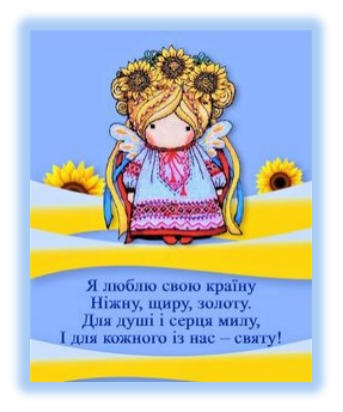 Я люблю свою країну
Ніжну, щиру, золоту.
Для душі і серця милу,
І для кожного із нас – святу!